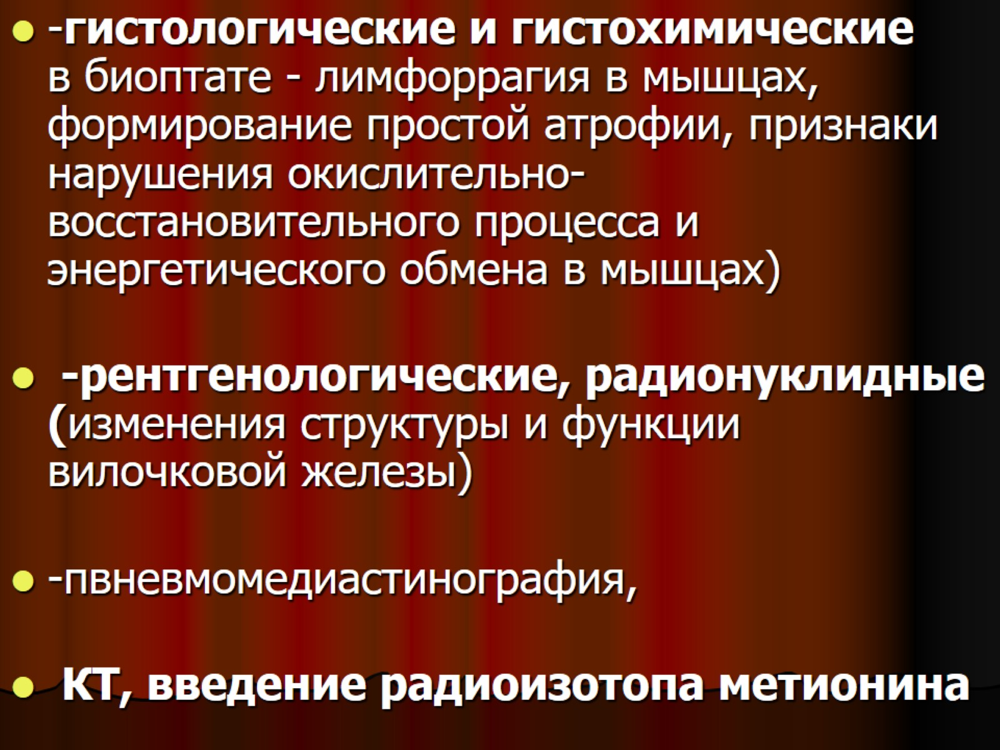 -гистологические и гистохимические
в биоптате - лимфоррагия в мышцах,
формирование простой атрофии, признаки
нарушения окислительно-
восстановительного процесса и
энергетического обмена в мышцах)
-рентгенологические, радионуклидные
(изменения структуры и функции
вилочковой железы)
-пвневмомедиастинография,
КТ, введение радиоизотопа метионина